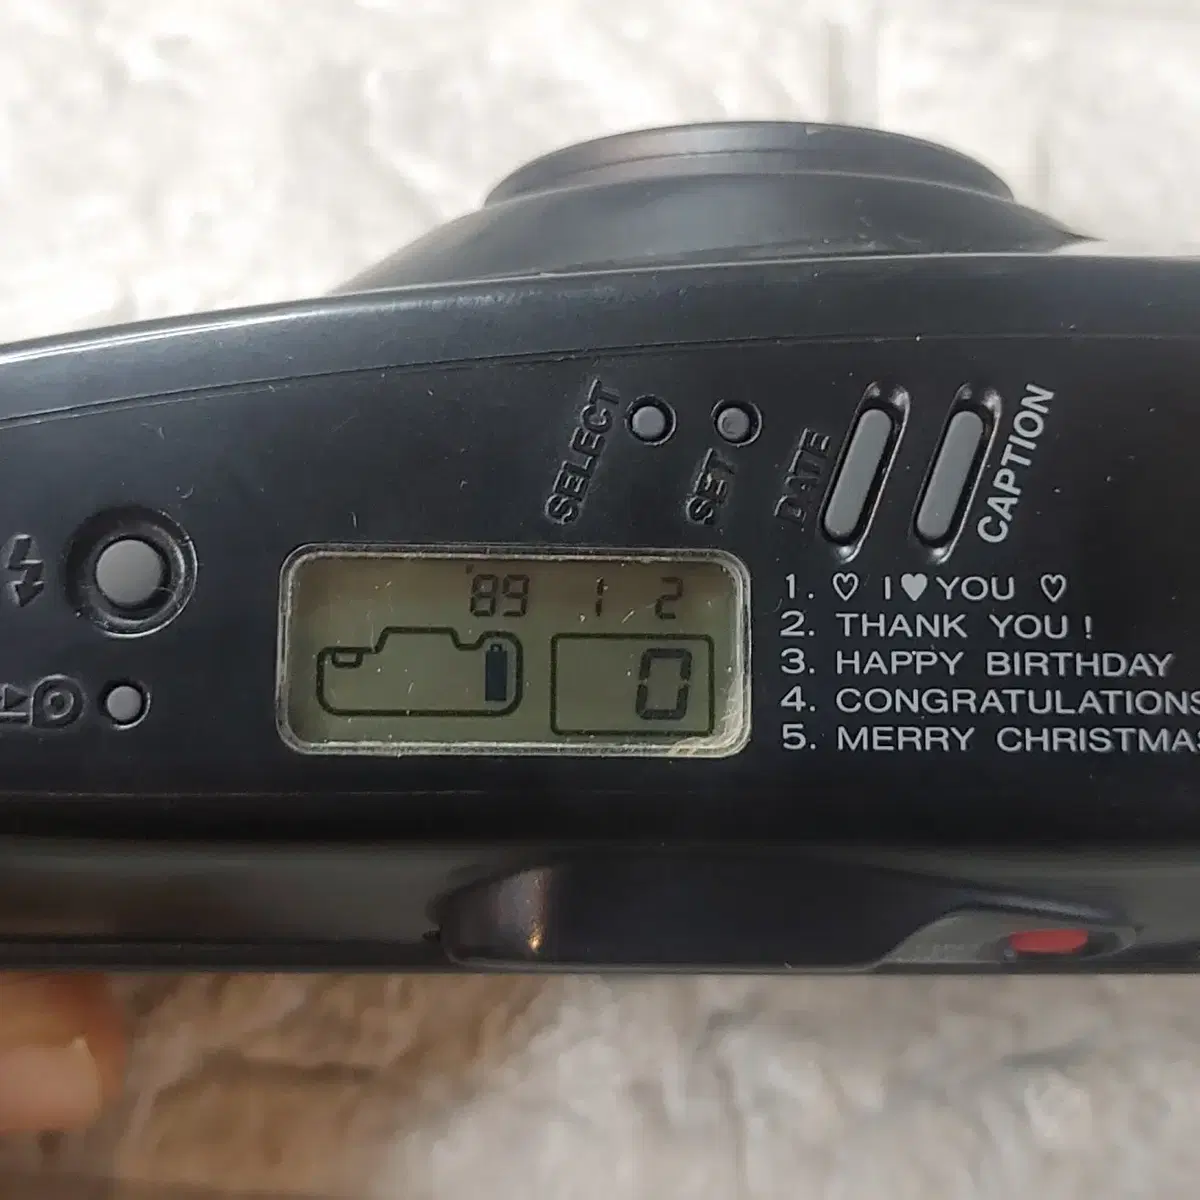 SELECT
SET
DATE
CAPTION
'89 1 2
0
1. ♡ I♥YOU ♡
2. THANK YOU!
3. HAPPY BIRTHDAY
4. CONGRATULATIONS
5. MERRY CHRISTMAS